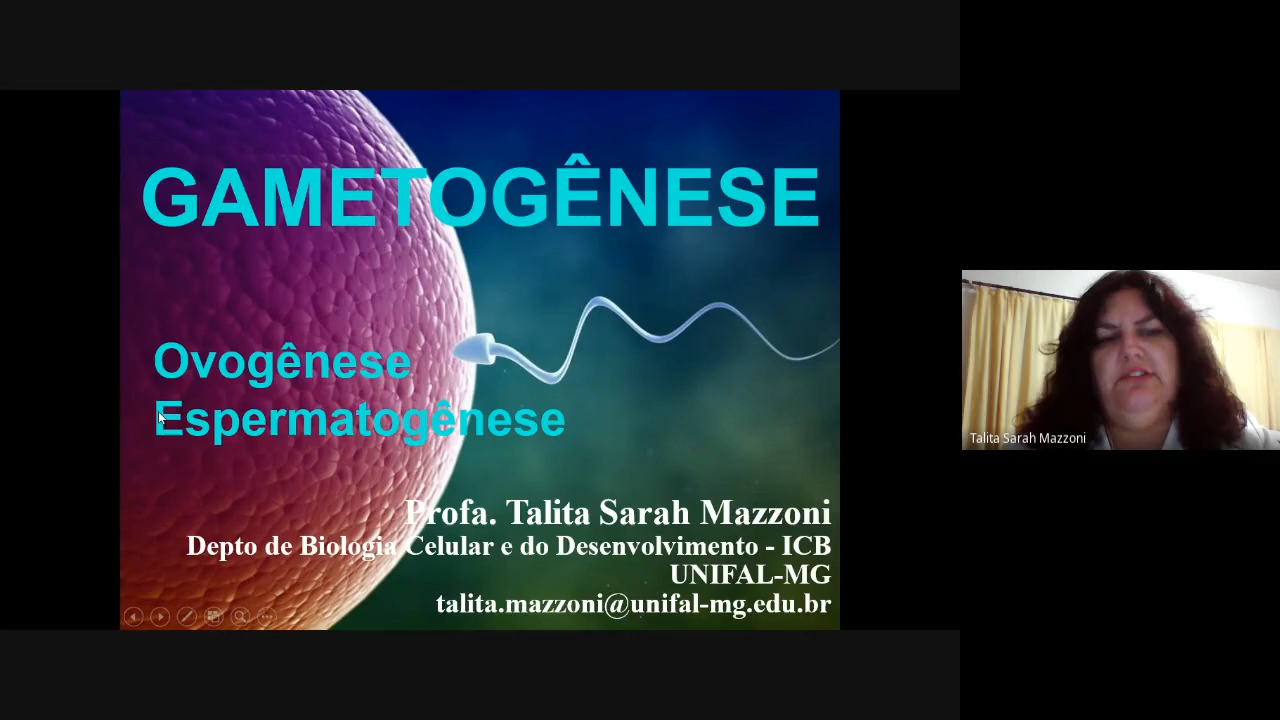 GAMETOGÊNESE
Ovogênese
Espermatogênese
Profa. Talita Sarah Mazzoni
Depto de Biologia Celular e do Desenvolvimento - ICB
UNIFAL-MG
talita.mazzoni@unifal-mg.edu.br
Talita Sarah Mazzoni